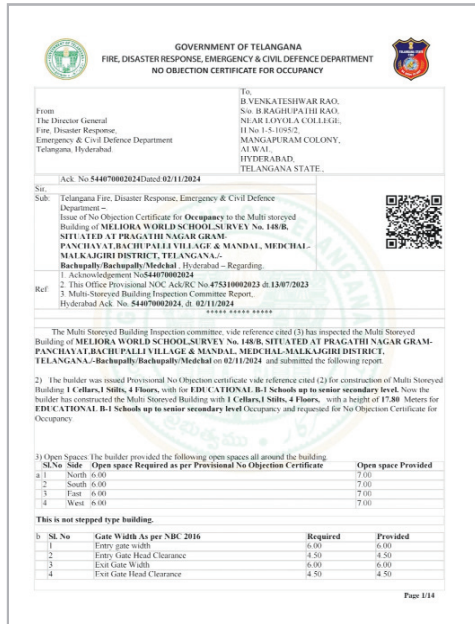 GOVERNMENT OF TELANGANA
FIRE, DISASTER RESPONSE, EMERGENCY & CIVIL DEFENCE DEPARTMENT
NO OBJECTION CERTIFICATE FOR OCCUPANCY
From
The Director General
Fire, Disaster Response,
Emergency & Civil Defence Department
Telangana, Hyderabad
To,
B.VENKATESHWAR RAO,
S/o. B.RAGHUPATHI RAO,
NEAR LOYOLA COLLEGE,
H.No 1-5-1095/2,
MANGAPURAM COLONY,
ALWAL,
HYDERABAD,
TELANGANA STATE.,
Ack. No 544070002024Dated:02/11/2024
Sir,
Sub: Telangana Fire, Disaster Response, Emergency & Civil Defence
Department –
Issue of No Objection Certificate for Occupancy to the Multi storeyed
Building of MELIORA WORLD SCHOOL,SURVEY No. 148/B,
SITUATED AT PRAGATHI NAGAR GRAM-
PANCHAYAT,BACHUPALLI VILLAGE & MANDAL, MEDCHAL-
MALKAJGIRI DISTRICT, TELANGANA./-
Bachupally/Bachupally/Medchal , Hyderabad – Regarding.
Ref
1. Acknowledgement No544070002024
2. This Office Provisional NOC Ack/RC No.475310002023 dt.13/07/2023
3. Multi-Storeyed Building Inspection Committee Report,
Hyderabad Ack. No. 544070002024, dt. 02/11/2024
***** ***** *****
The Multi Storeyed Building Inspection committee, vide reference cited (3) has inspected the Multi Storeyed
Building of MELIORA WORLD SCHOOL,SURVEY No. 148/B, SITUATED AT PRAGATHI NAGAR GRAM-
PANCHAYAT,BACHUPALLI VILLAGE & MANDAL, MEDCHAL-MALKAJGIRI DISTRICT,
TELANGANA./-Bachupally/Bachupally/Medchal on 02/11/2024 and submitted the following report.
2) The builder was issued Provisional No Objection certificate vide reference cited (2) for construction of Multi Storeyed
Building 1 Cellars,1 Stilts, 4 Floors, with for EDUCATIONAL B-1 Schools up to senior secondary level. Now the
builder has constructed the Multi Storeyed Building with 1 Cellars,1 Stilts, 4 Floors, with a height of 17.80 Meters for
EDUCATIONAL B-1 Schools up to senior secondary level Occupancy and requested for No Objection Certificate for
Occupancy
3) Open Spaces The builder provided the following open spaces all around the building.
Sl.No Side Open space Required as per Provisional No Objection Certificate Open space Provided
a 1 North 6.00 7.00
2 South 6.00 7.00
3 East 6.00 7.00
4 West 6.00 7.00
This is not stepped type building.
b Sl. No Gate Width As per NBC 2016 Required Provided
1 Entry gate width 6.00 6.00
2 Entry Gate Head Clearance 4.50 4.50
3 Exit Gate Width 6.00 6.00
4 Exit Gate Head Clearance 4.50 4.50
Page 1/14